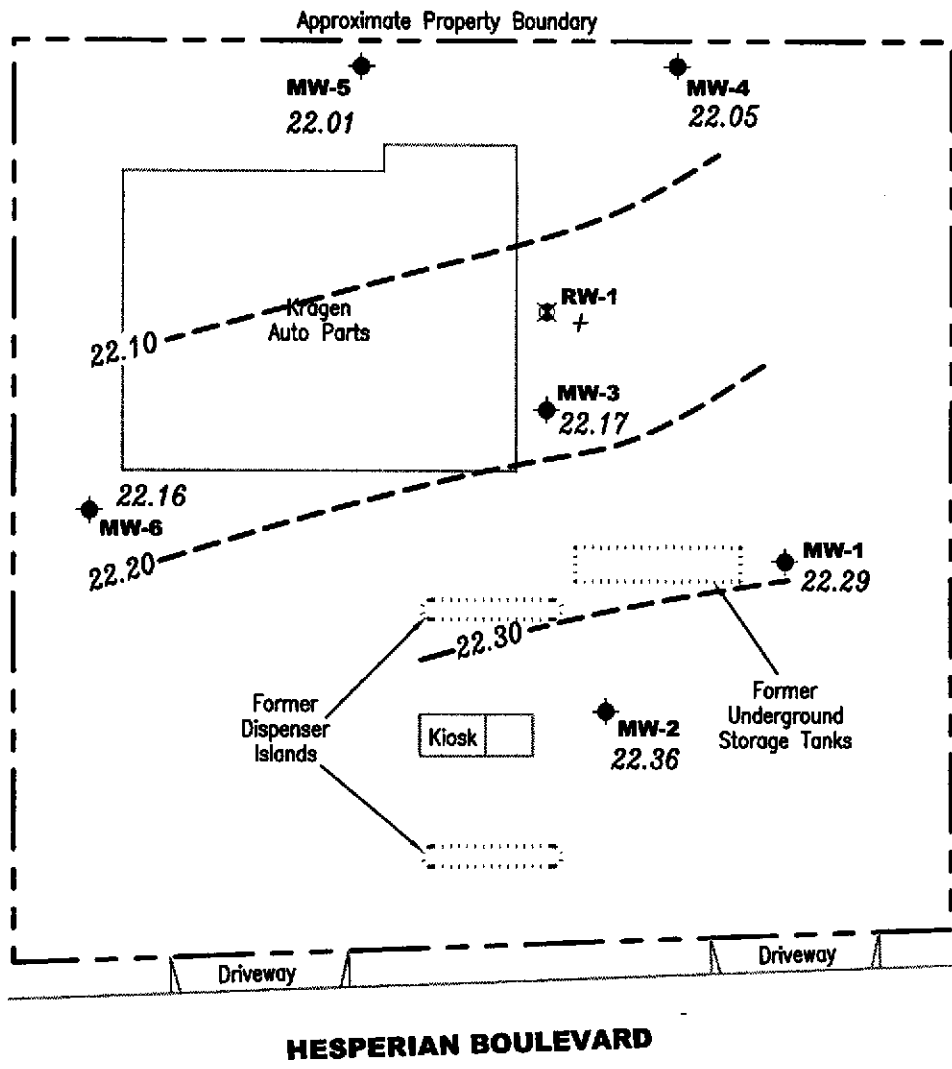 Approximate Property Boundary
MW-5
22.01
MW-4
22.05
RW-1
+
Kragen
Auto Parts
22.10
MW-3
22.17
22.16
MW-6
22.20
MW-1
22.29
22.30
Former
Dispenser
Islands
Kiosk
MW-2
22.36
Former
Underground
Storage Tanks
Driveway
Driveway
HESPERIAN BOULEVARD